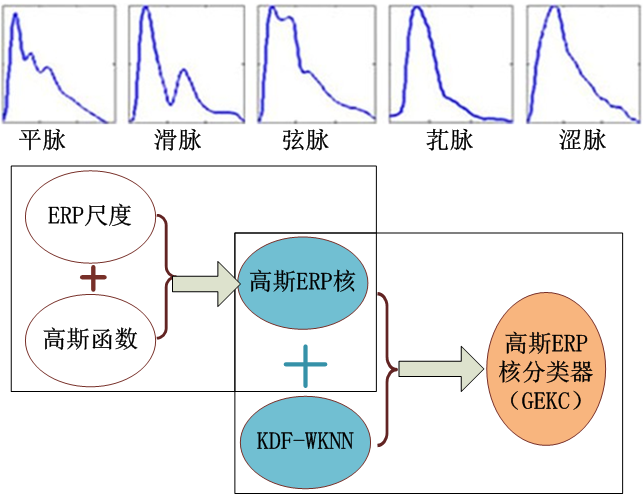 平脉
滑脉
弦脉
芤脉
涩脉
ERP尺度
高斯函数
高斯ERP核
KDF-WKNN
高斯ERP
核分类器
（GEKC）